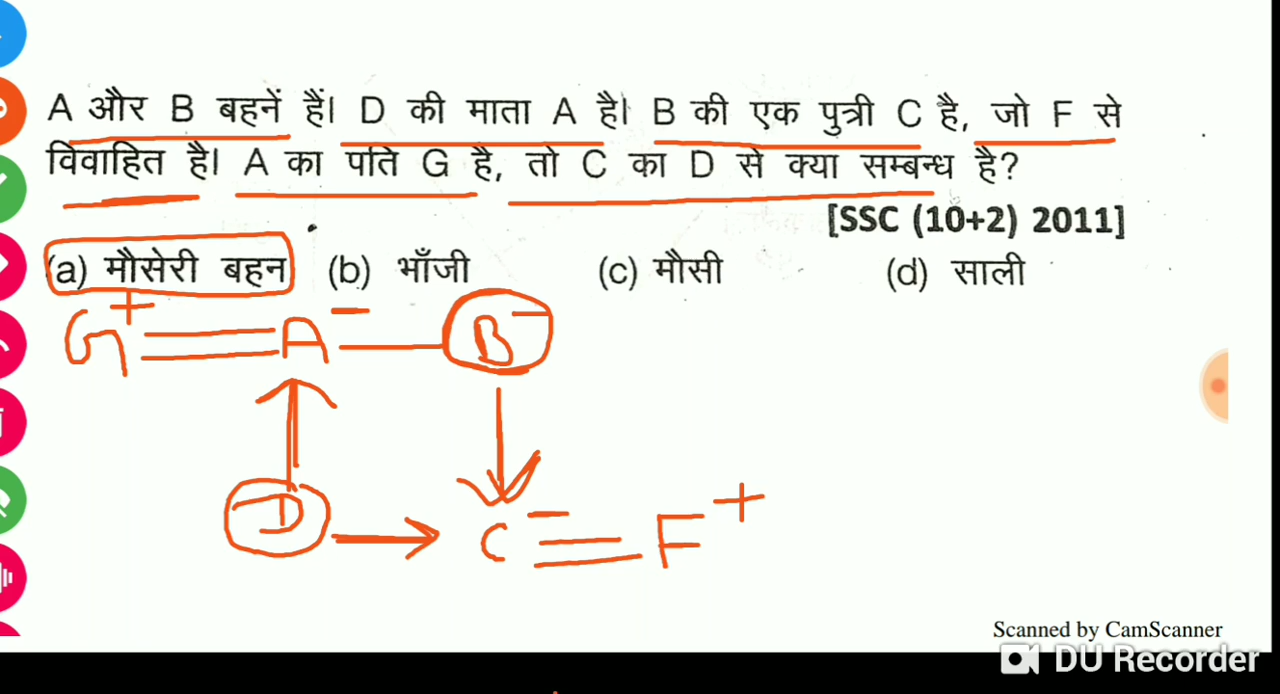 A और B बहनें हैं। D की माता A है। B की एक पुत्री C है, जो F से
विवाहित है। A का पति G है, तो C का D से क्या सम्बन्ध है?
[SSC (10+2) 2011]
(a) मौसेरी बहन (b) भाँजी (c) मौसी (d) साली
G + = A - — B -
D → C - = F +
Scanned by CamScanner
DU Recorder